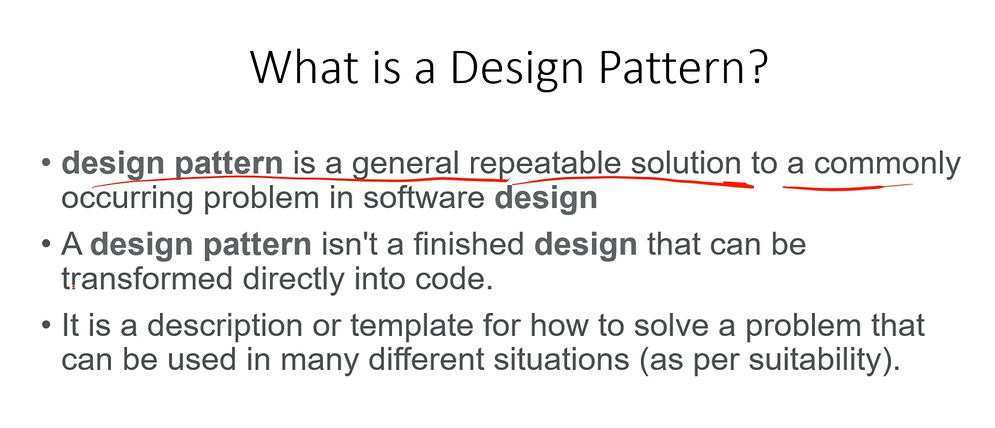 What is a Design Pattern?
• design pattern is a general repeatable solution to a commonly
occurring problem in software design
• A design pattern isn't a finished design that can be
transformed directly into code.
• It is a description or template for how to solve a problem that
can be used in many different situations (as per suitability).